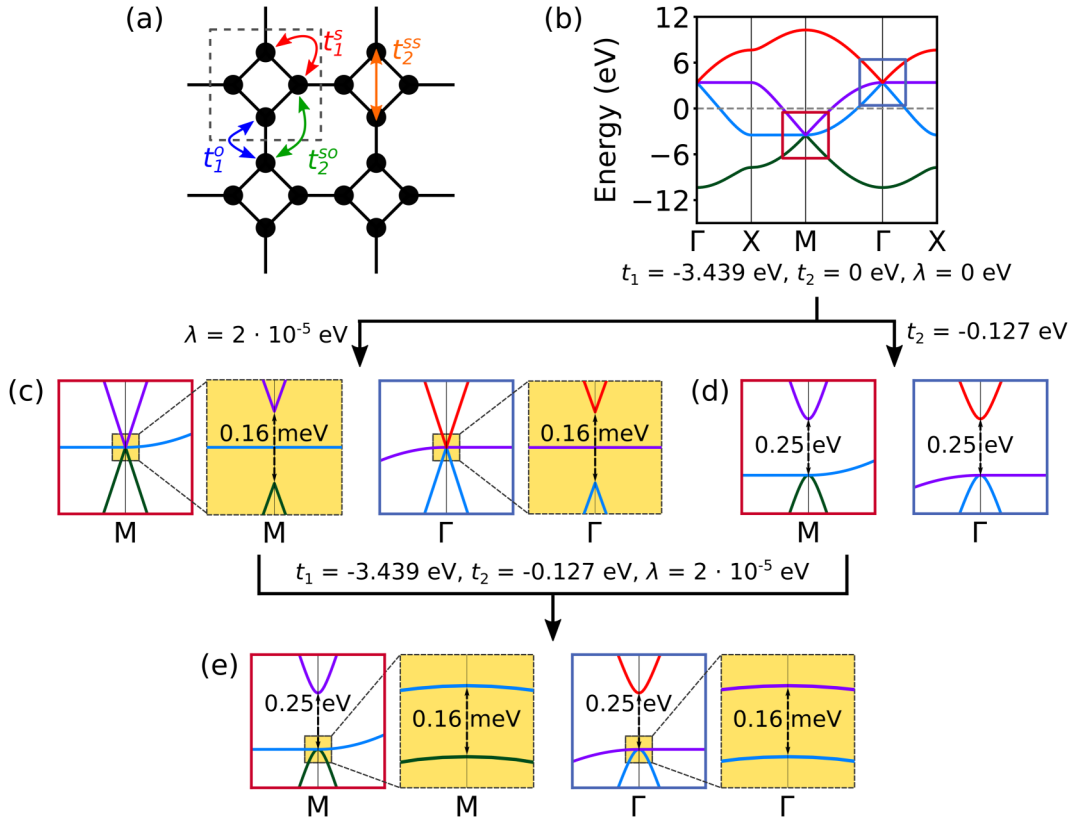 (a)
t₁ˢ
t₂ˢˢ
t₁ᵒ
t₂ˢᵒ
(b)
Energy (eV)
12
6
0
−6
−12
Γ X M Γ X
t₁ = -3.439 eV, t₂ = 0 eV, λ = 0 eV
λ = 2 · 10⁻⁵ eV
t₂ = -0.127 eV
(c)
0.16 meV
0.16 meV
M M Γ Γ
(d)
0.25 eV
0.25 eV
M Γ
t₁ = -3.439 eV, t₂ = -0.127 eV, λ = 2 · 10⁻⁵ eV
(e)
0.25 eV
0.16 meV
0.25 eV
0.16 meV
M M Γ Γ